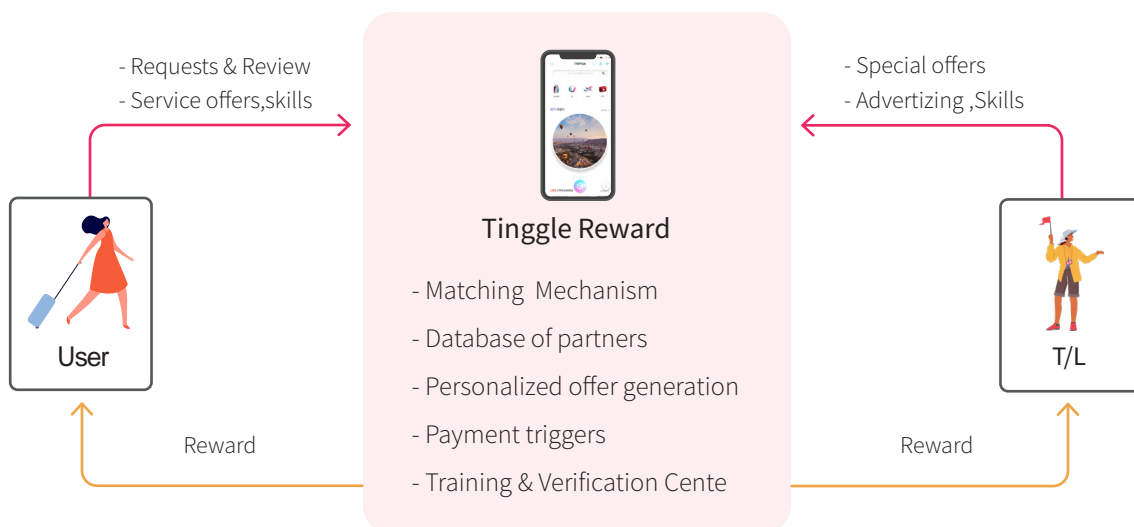 - Requests & Review
- Service offers,skills
- Special offers
- Advertizing ,Skills
Tinggle Reward
- Matching  Mechanism
- Database of partners
- Personalized offer generation
- Payment triggers
- Training & Verification Cente
User
T/L
Reward
Reward